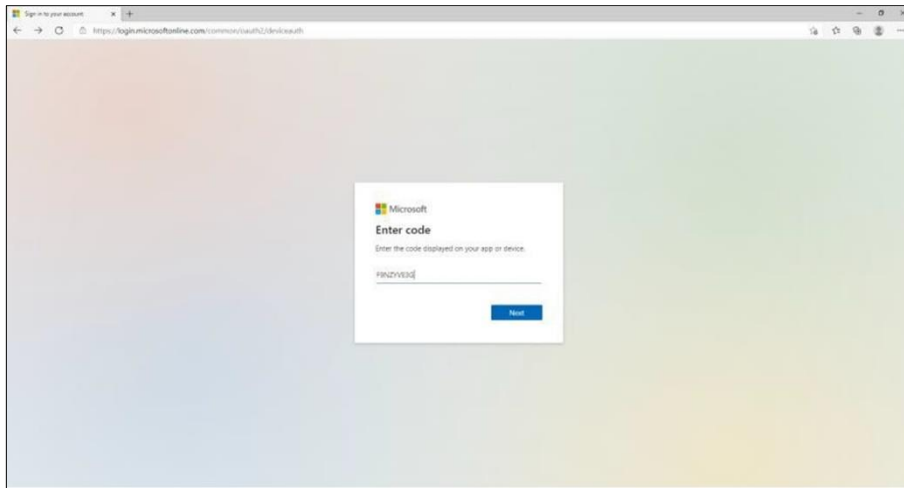 Sign in to your account
https://login.microsoftonline.com/common/oauth2/deviceauth
Microsoft
Enter code
Enter the code displayed on your app or device.
Next